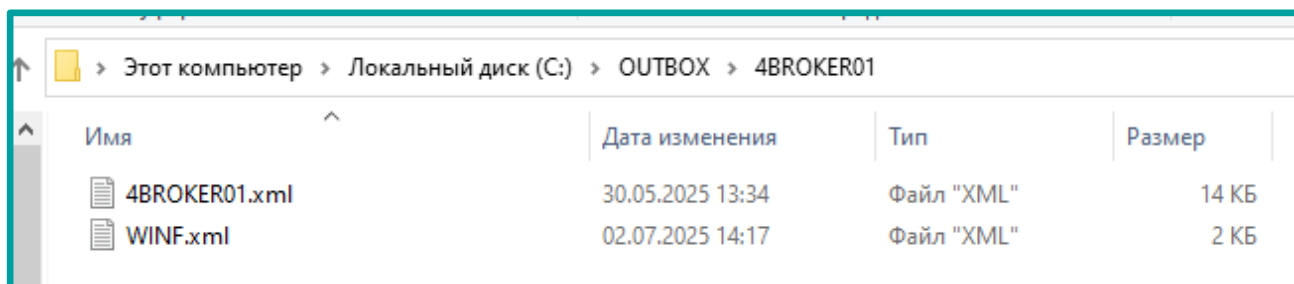 Этот компьютер > Локальный диск (C:) > OUTBOX > 4BROKER01
Имя Дата изменения Тип Размер
4BROKER01.xml 30.05.2025 13:34 Файл "XML" 14 КБ
WINF.xml 02.07.2025 14:17 Файл "XML" 2 КБ